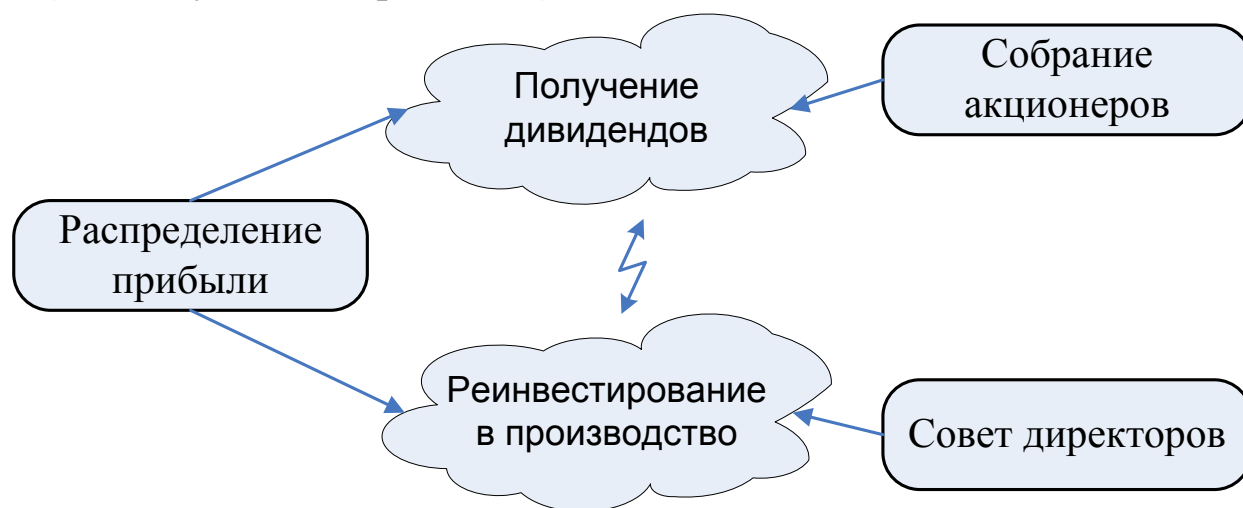 Получение
дивидендов
Собрание
акционеров
Распределение
прибыли
Реинвестирование
в производство
Совет директоров